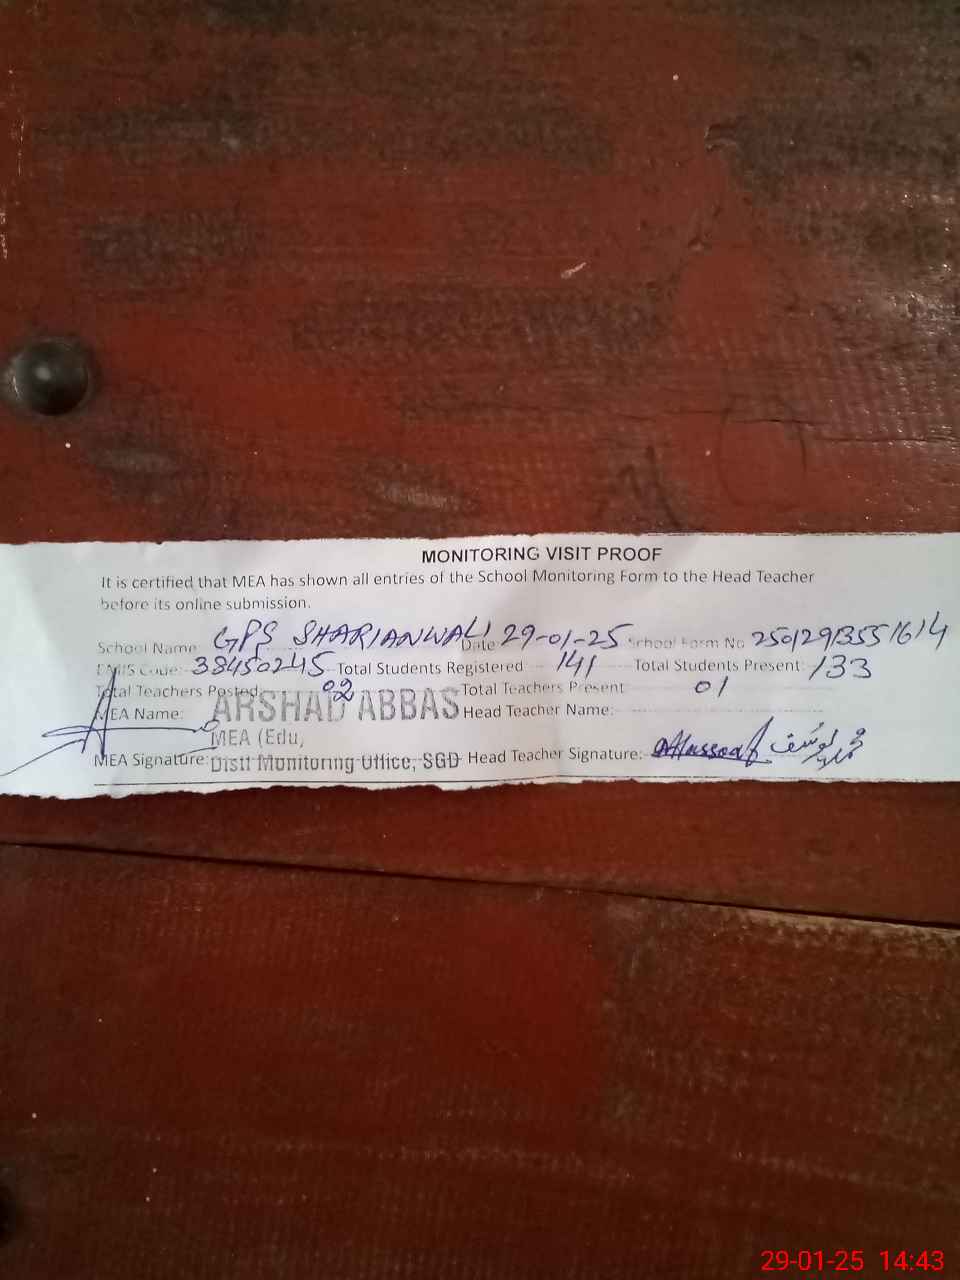 MONITORING VISIT PROOF
It is certified that MEA has shown all entries of the School Monitoring Form to the Head Teacher
before its online submission.
School Name: GPS SHARIANWALI Date 29-01-25 School Form No 25012913551614
EMIS Code: 38450245 Total Students Registered 141 Total Students Present: 133
Total Teachers Posted 02 Total Teachers Present 01
MEA Name: ARSHAD ABBAS Head Teacher Name:
MEA (Edu,
MEA Signature: Distt Monitoring Office, SGD Head Teacher Signature: محمد یوسف
29-01-25 14:43